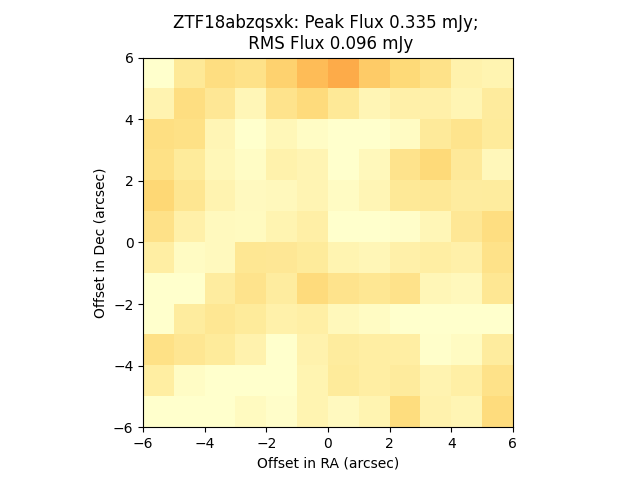 ZTF18abzqsxk: Peak Flux 0.335 mJy;
RMS Flux 0.096 mJy
6
4
2
0
−2
−4
−6
Offset in Dec (arcsec)
−6 −4 −2 0 2 4 6
Offset in RA (arcsec)